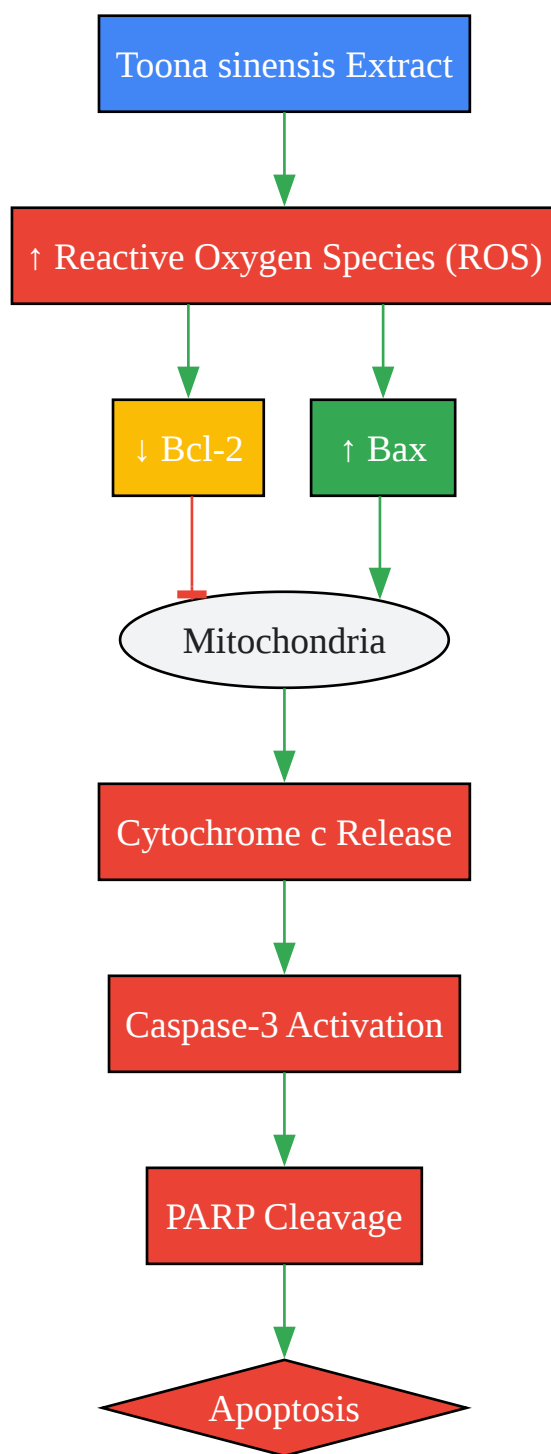 Toona sinensis Extract
↑ Reactive Oxygen Species (ROS)
↓ Bcl-2
↑ Bax
Mitochondria
Cytochrome c Release
Caspase-3 Activation
PARP Cleavage
Apoptosis